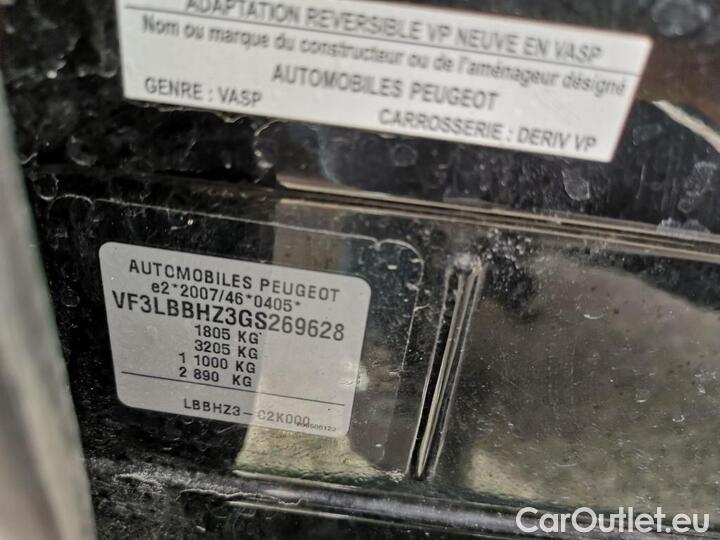 ADAPTATION REVERSIBLE VP NEUVE EN VASP
Nom ou marque du constructeur ou de l'aménageur désigné
AUTOMOBILES PEUGEOT
GENRE : VASP
CARROSSERIE : DERIV VP
AUTOMOBILES PEUGEOT
e2*2007/46*0405*
VF3LBBHZ3GS269628
1805 KG
3205 KG
1 1000 KG
2 890 KG
LBBHZ3-C2K000
CarOutlet.eu